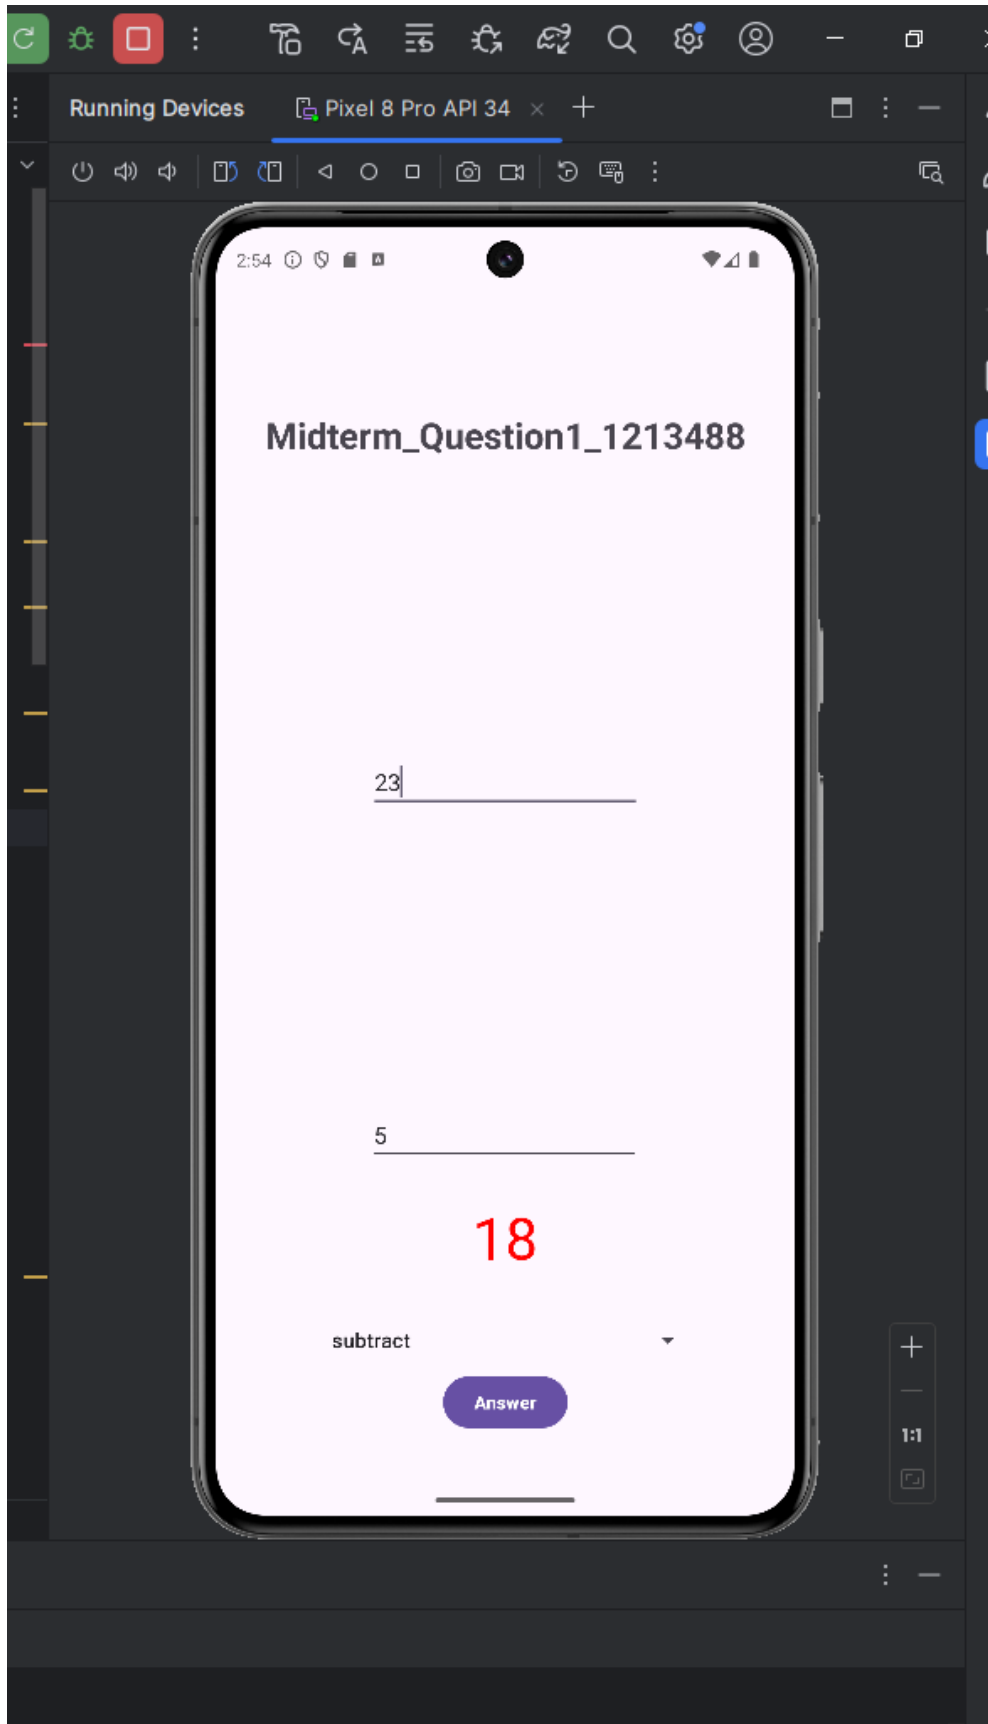 Running Devices
Pixel 8 Pro API 34
2:54
Midterm_Question1_1213488
23
5
18
subtract
Answer
1:1